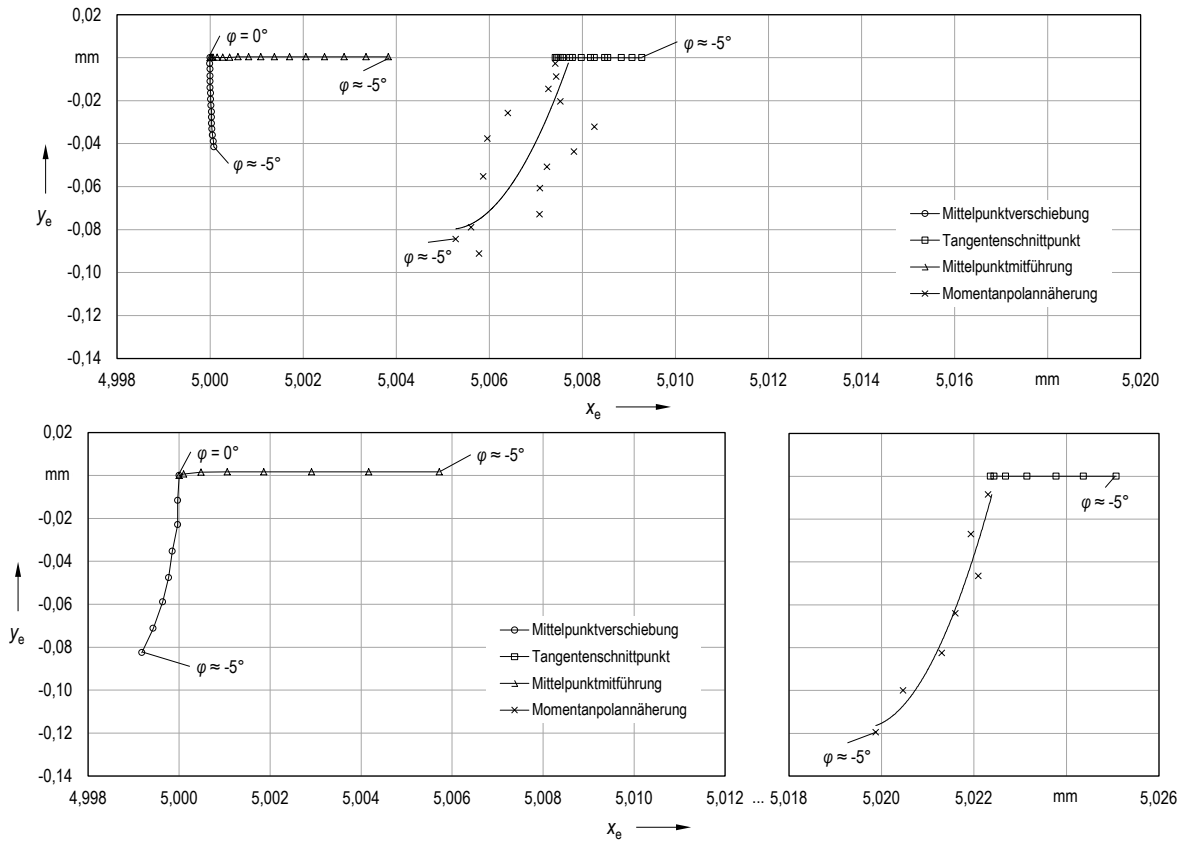 0,02
mm
-0,02
-0,04
-0,06
-0,08
-0,10
-0,12
-0,14
yₑ
φ = 0°
φ ≈ -5°
φ ≈ -5°
φ ≈ -5°
φ ≈ -5°
Mittelpunktverschiebung
Tangentenschnittpunkt
Mittelpunktmitführung
Momentanpolannäherung
4,998 5,000 5,002 5,004 5,006 5,008 5,010 5,012 5,014 5,016 mm 5,020
xₑ
0,02
mm
-0,02
-0,04
-0,06
-0,08
-0,10
-0,12
-0,14
yₑ
φ = 0°
φ ≈ -5°
φ ≈ -5°
φ ≈ -5°
φ ≈ -5°
Mittelpunktverschiebung
Tangentenschnittpunkt
Mittelpunktmitführung
Momentanpolannäherung
4,998 5,000 5,002 5,004 5,006 5,008 5,010 5,012 ... 5,018 5,020 5,022 mm 5,026
xₑ